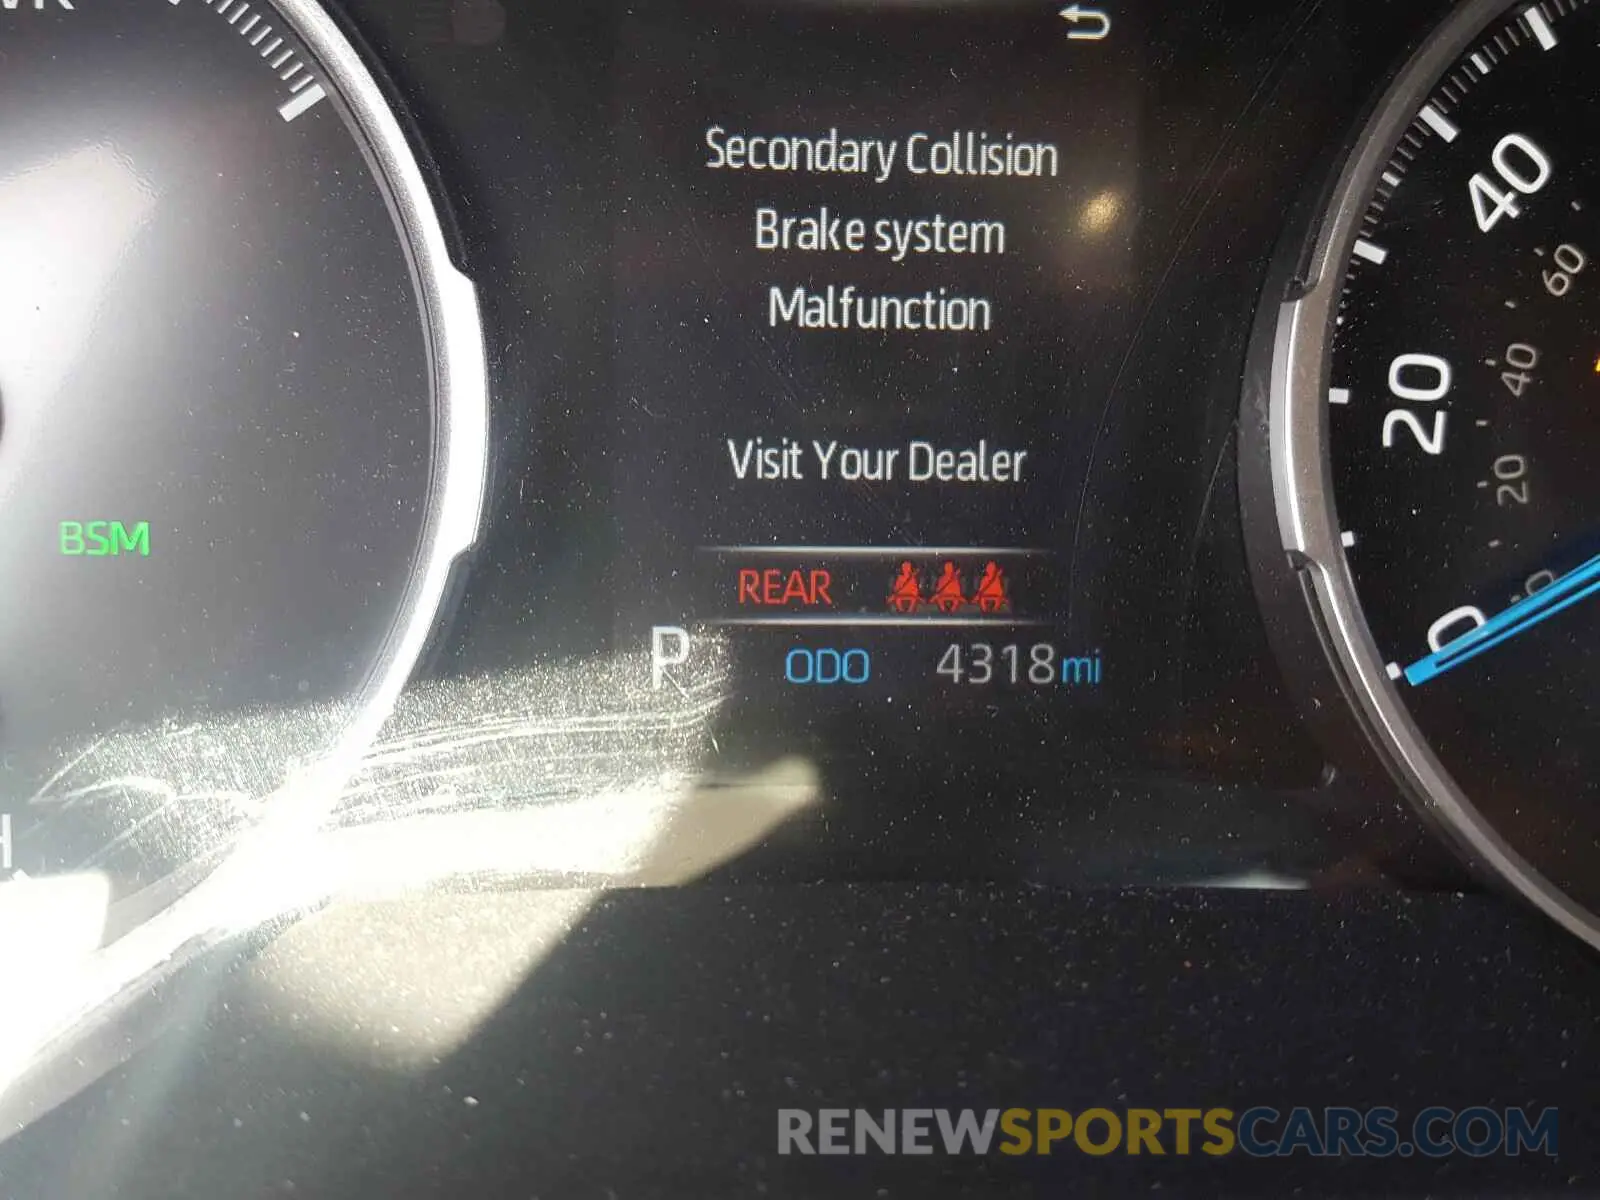 Secondary Collision
Brake system
Malfunction
Visit Your Dealer
BSM
REAR
P ODO 4318 mi
40
20
0
60
40
20
H
RENEWSPORTSCARS.COM